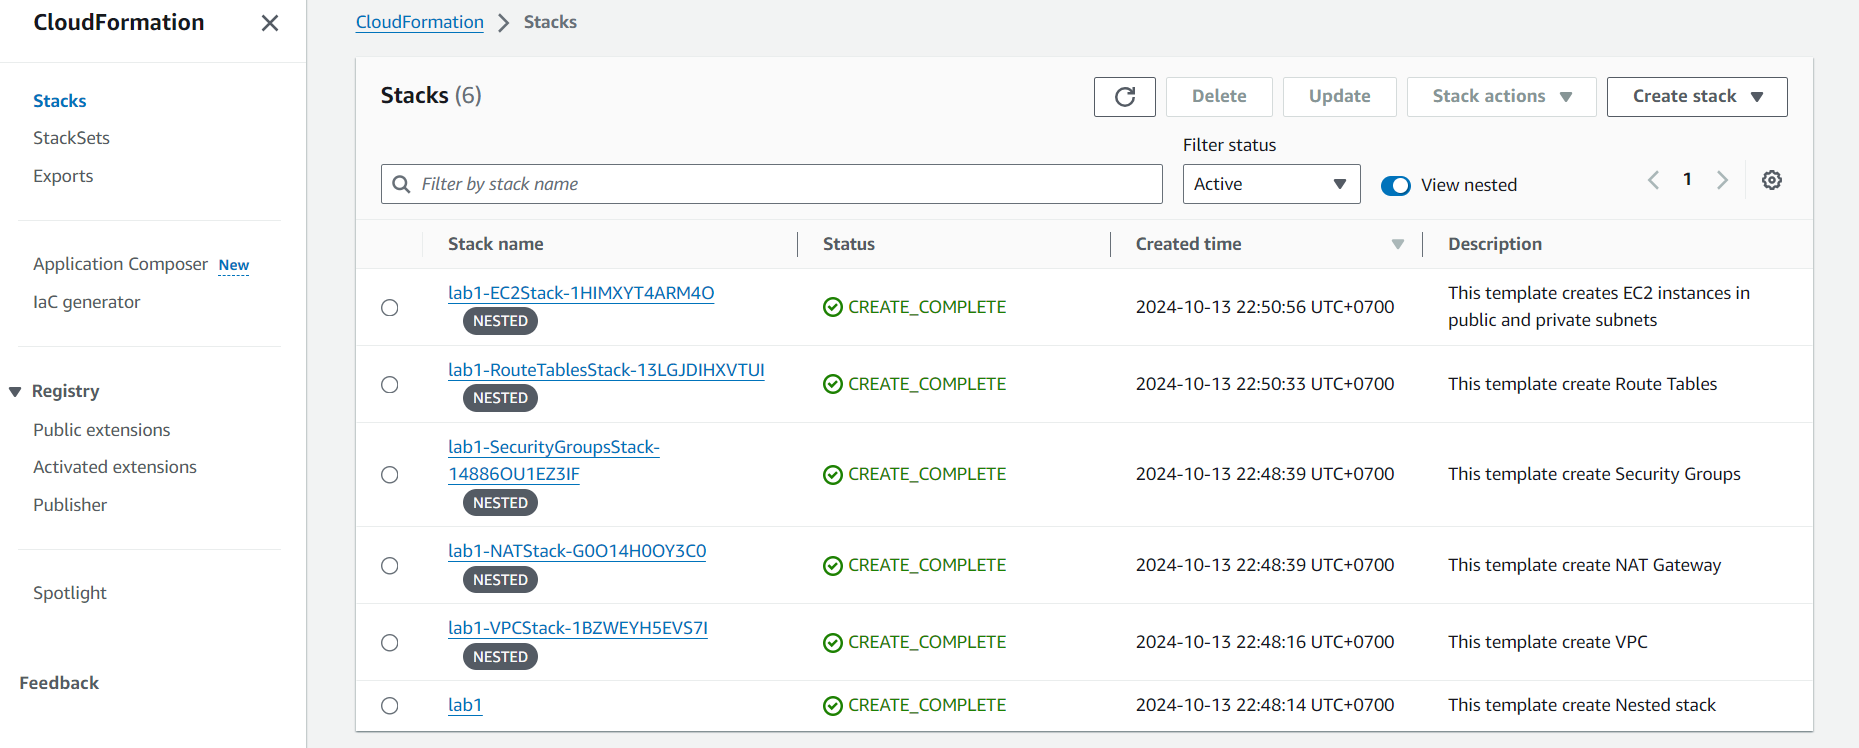 CloudFormation
Stacks
StackSets
Exports
Application Composer New
IaC generator
Registry
Public extensions
Activated extensions
Publisher
Spotlight
Feedback
CloudFormation Stacks
Stacks (6)
Delete
Update
Stack actions
Create stack
Filter status
Filter by stack name
Active
View nested
1
Stack name Status Created time Description
lab1-EC2Stack-1HIMXYT4ARM4O
NESTED
CREATE_COMPLETE
2024-10-13 22:50:56 UTC+0700
This template creates EC2 instances in
public and private subnets
lab1-RouteTablesStack-13LGJDIHXVTUI
NESTED
CREATE_COMPLETE
2024-10-13 22:50:33 UTC+0700
This template create Route Tables
lab1-SecurityGroupsStack-
14886OU1EZ3IF
NESTED
CREATE_COMPLETE
2024-10-13 22:48:39 UTC+0700
This template create Security Groups
lab1-NATStack-G0O14H0OY3C0
NESTED
CREATE_COMPLETE
2024-10-13 22:48:39 UTC+0700
This template create NAT Gateway
lab1-VPCStack-1BZWEYH5EVS7I
NESTED
CREATE_COMPLETE
2024-10-13 22:48:16 UTC+0700
This template create VPC
lab1
CREATE_COMPLETE
2024-10-13 22:48:14 UTC+0700
This template create Nested stack